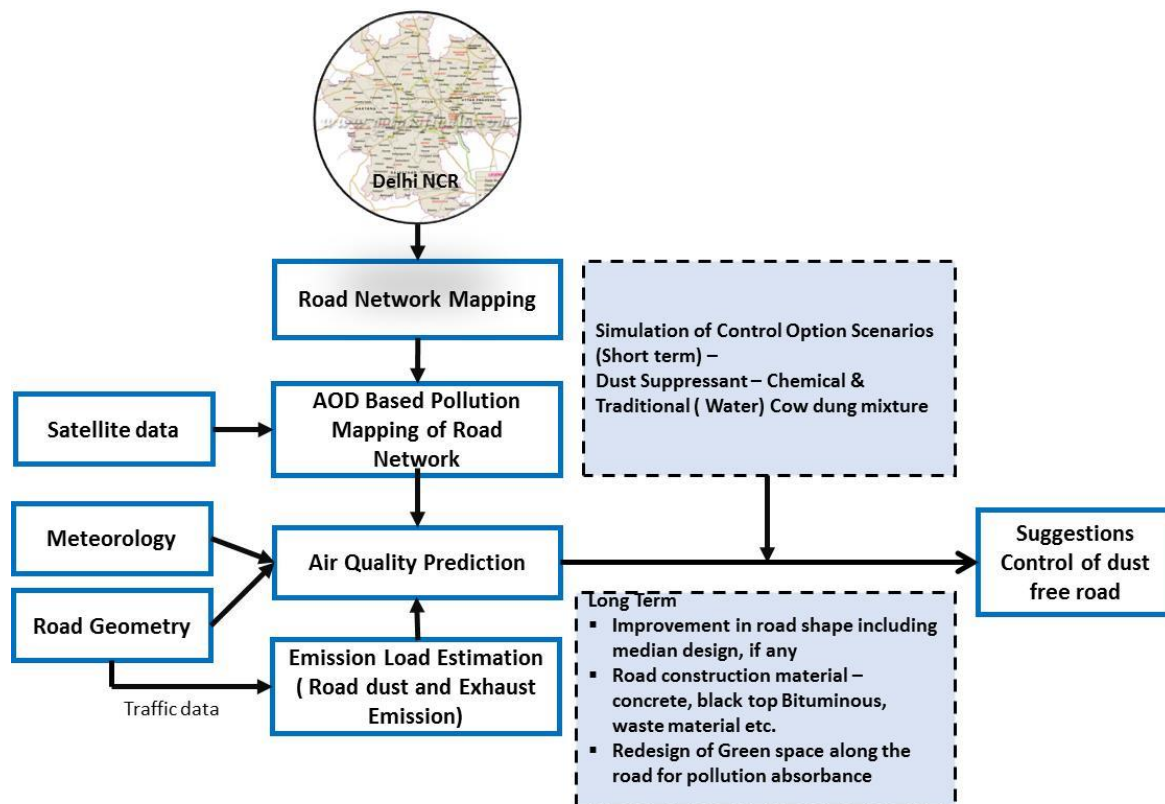 Delhi NCR
Road Network Mapping
Simulation of Control Option Scenarios
(Short term) –
Dust Suppressant – Chemical &
Traditional ( Water) Cow dung mixture
AOD Based Pollution
Mapping of Road
Network
Satellite data
Meteorology
Air Quality Prediction
Suggestions
Control of dust
free road
Road Geometry
Emission Load Estimation
( Road dust and Exhaust
Emission)
Traffic data
Long Term
▪ Improvement in road shape including
median design, if any
▪ Road construction material –
concrete, black top Bituminous,
waste material etc.
▪ Redesign of Green space along the
road for pollution absorbance